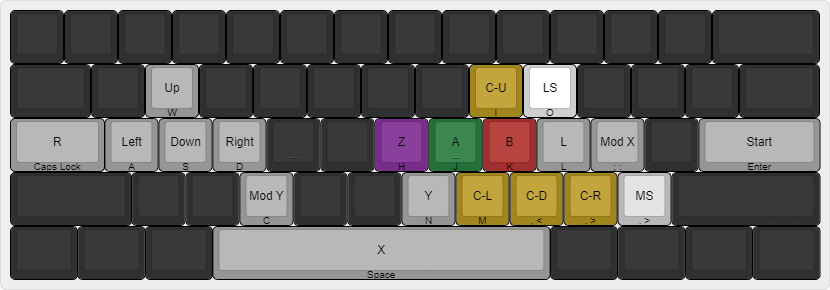 Up
C-U
LS
W
I
O
R
Left
Down
Right
Z
A
B
L
Mod X
Start
Caps Lock
A
S
D
_
H
_
J
K
L
: ;
Enter
Mod Y
Y
C-L
C-D
C-R
MS
C
N
M
, <
. >
. >
X
Space